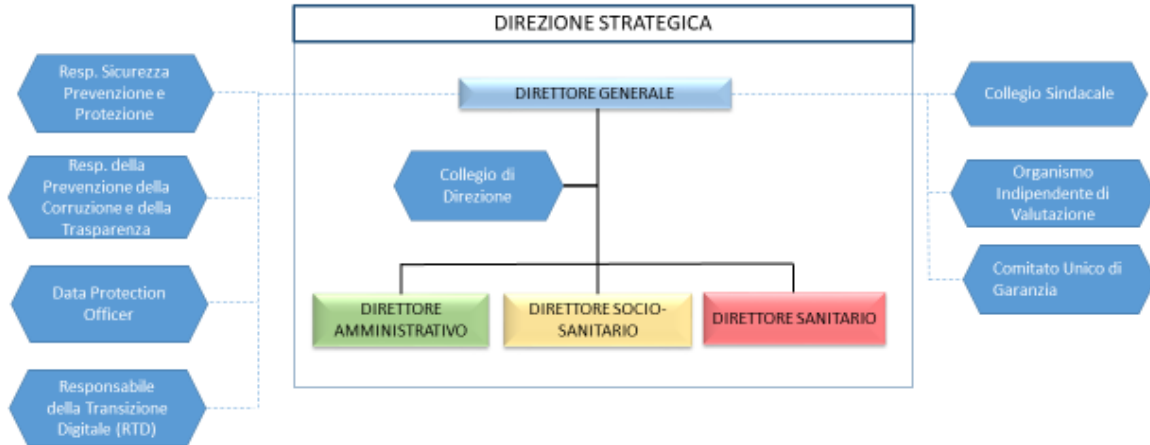 DIREZIONE STRATEGICA
Resp. Sicurezza
Prevenzione e
Protezione
DIRETTORE GENERALE
Collegio Sindacale
Resp. della
Prevenzione della
Corruzione e della
Trasparenza
Collegio di
Direzione
Organismo
Indipendente di
Valutazione
Data Protection
Officer
Comitato Unico di
Garanzia
DIRETTORE
AMMINISTRATIVO
DIRETTORE SOCIO-
SANITARIO
DIRETTORE SANITARIO
Responsabile
della Transizione
Digitale (RTD)